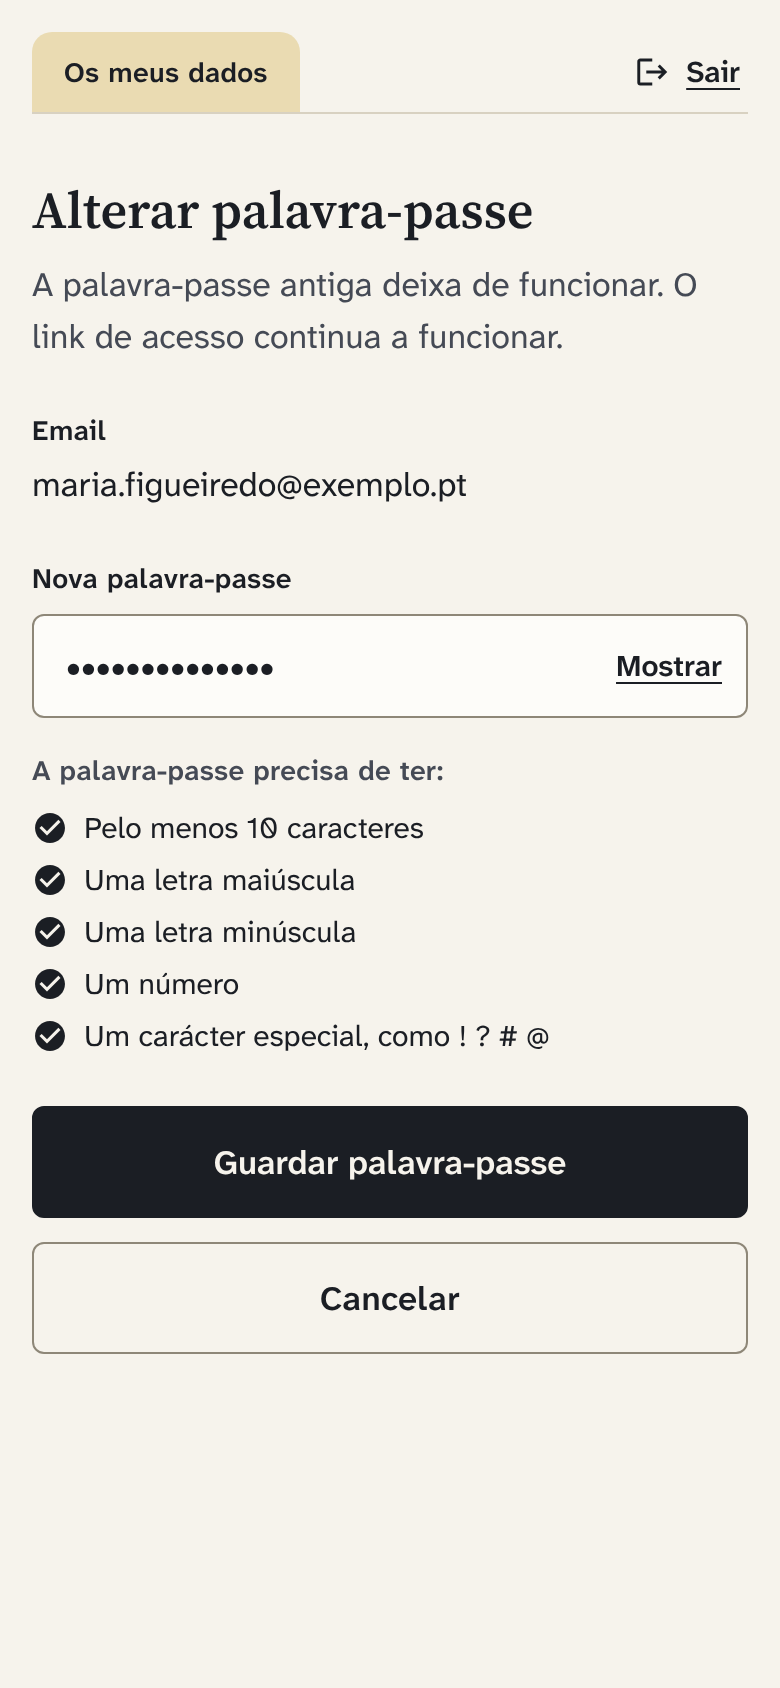 Os meus dados
Sair
Alterar palavra-passe
A palavra-passe antiga deixa de funcionar. O
link de acesso continua a funcionar.
Email
maria.figueiredo@exemplo.pt
Nova palavra-passe
••••••••••••••
Mostrar
A palavra-passe precisa de ter:
Pelo menos 10 caracteres
Uma letra maiúscula
Uma letra minúscula
Um número
Um carácter especial, como ! ? # @
Guardar palavra-passe
Cancelar